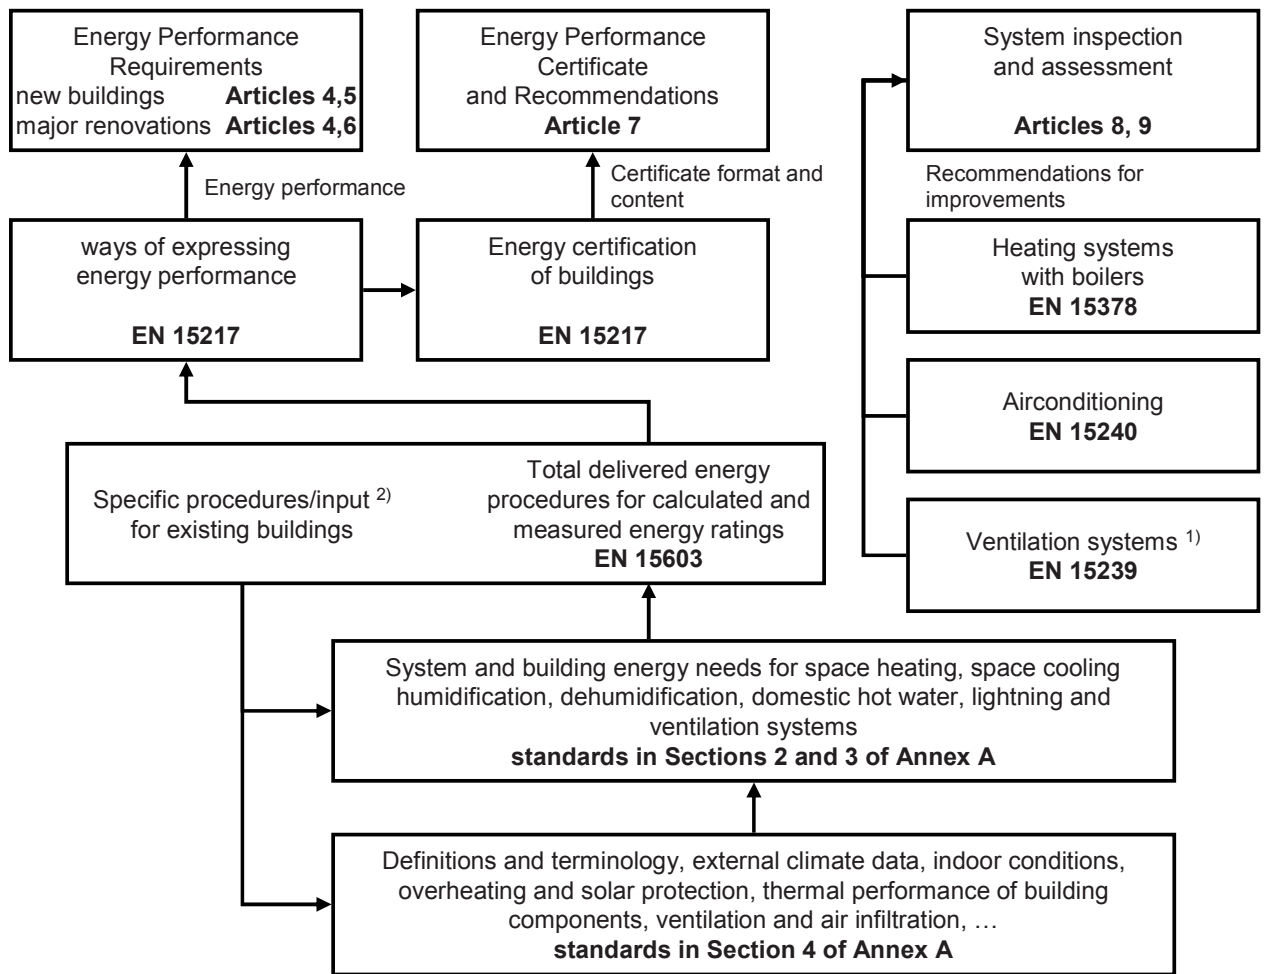 Energy Performance
Requirements
new buildings Articles 4,5
major renovations Articles 4,6
Energy Performance
Certificate
and Recommendations
Article 7
System inspection
and assessment
Articles 8, 9
Energy performance
Certificate format and
content
Recommendations for
improvements
ways of expressing
energy performance
EN 15217
Energy certification
of buildings
EN 15217
Heating systems
with boilers
EN 15378
Airconditioning
EN 15240
Ventilation systems 1)
EN 15239
Specific procedures/input 2)
for existing buildings
Total delivered energy
procedures for calculated and
measured energy ratings
EN 15603
System and building energy needs for space heating, space cooling
humidification, dehumidification, domestic hot water, lightning and
ventilation systems
standards in Sections 2 and 3 of Annex A
Definitions and terminology, external climate data, indoor conditions,
overheating and solar protection, thermal performance of building
components, ventilation and air infiltration, …
standards in Section 4 of Annex A